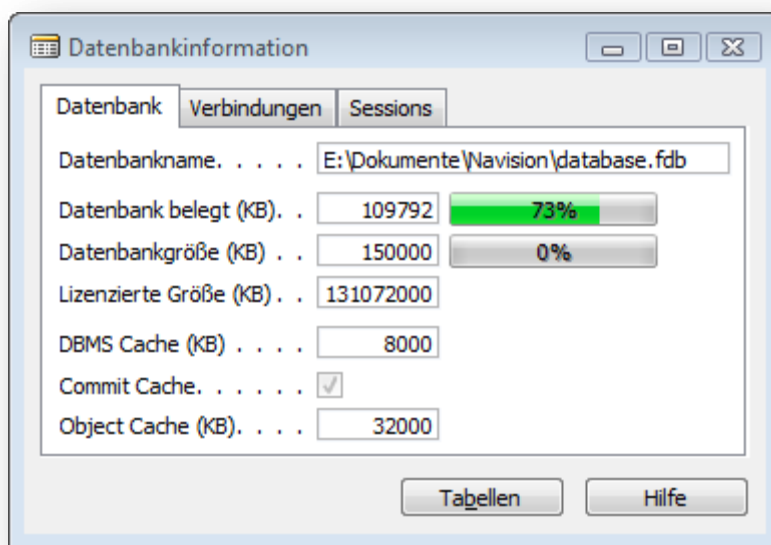 Datenbankinformation
Datenbank Verbindungen Sessions
Datenbankname. . . . . E:\Dokumente\Navision\database.fdb
Datenbank belegt (KB). . 109792 73%
Datenbankgröße (KB) . . 150000 0%
Lizenzierte Größe (KB) . . 131072000
DBMS Cache (KB) . . . . 8000
Commit Cache. . . . . .
Object Cache (KB). . . . 32000
Tabellen Hilfe